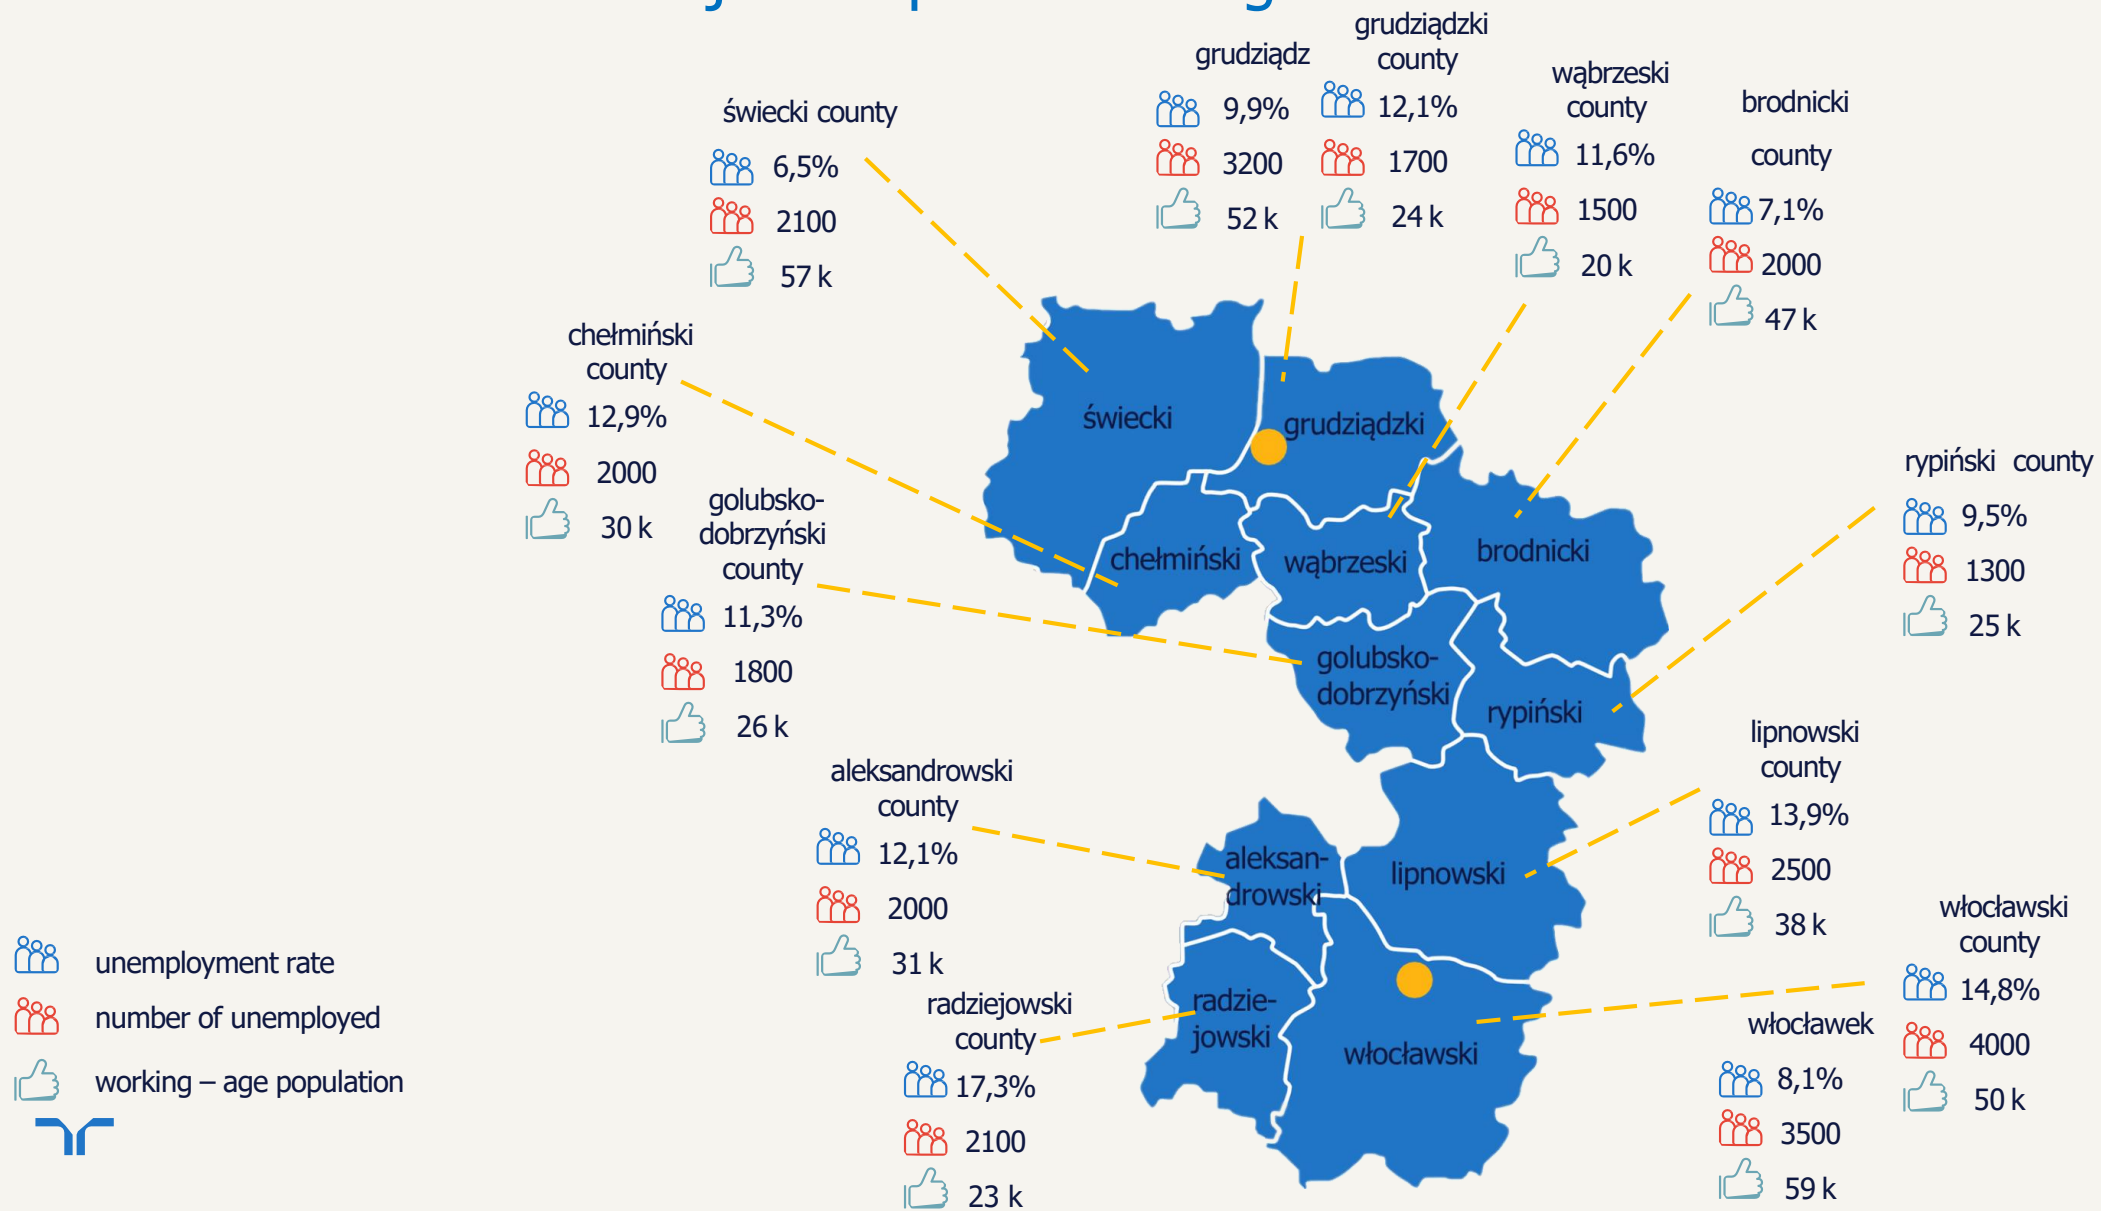 grudziądz
9,9%
3200
52 k
grudziądzki
county
12,1%
1700
24 k
wąbrzeski
county
11,6%
1500
20 k
brodnicki
county
7,1%
2000
47 k
świecki county
6,5%
2100
57 k
chełmiński
county
12,9%
2000
30 k
golubsko-
dobrzyński
county
11,3%
1800
26 k
rypiński county
9,5%
1300
25 k
świecki
grudziądzki
chełmiński
wąbrzeski
brodnicki
golubsko-
dobrzyński
rypiński
aleksan-
drowski
lipnowski
radzie-
jowski
włocławski
aleksandrowski
county
12,1%
2000
31 k
lipnowski
county
13,9%
2500
38 k
włocławski
county
14,8%
4000
50 k
radziejowski
county
17,3%
2100
23 k
włocławek
8,1%
3500
59 k
unemployment rate
number of unemployed
working – age population